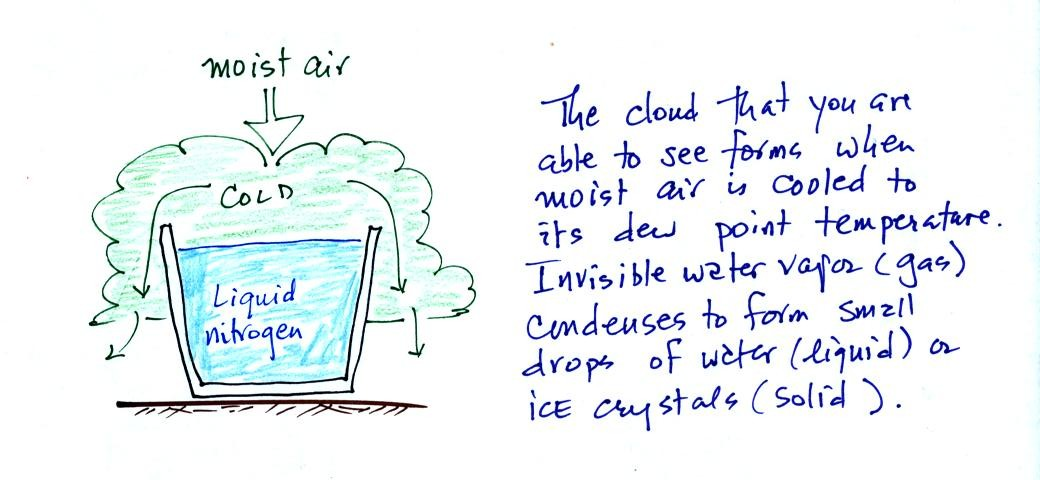 moist air
COLD
Liquid
nitrogen
The cloud that you are
able to see forms when
moist air is cooled to
its dew point temperature.
Invisible water vapor (gas)
condenses to form small
drops of water (liquid) or
ICE crystals (solid).